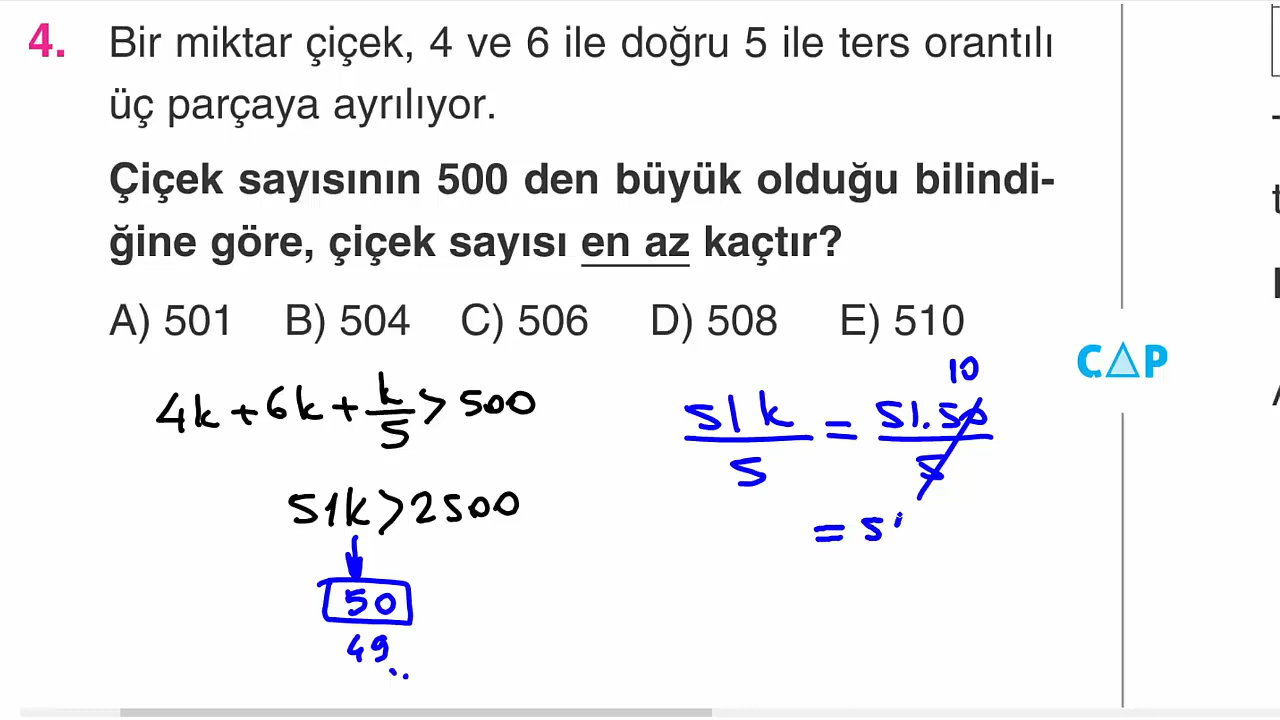 4. Bir miktar çiçek, 4 ve 6 ile doğru 5 ile ters orantılı
üç parçaya ayrılıyor.
Çiçek sayısının 500 den büyük olduğu bilindi-
ğine göre, çiçek sayısı en az kaçtır?
A) 501 B) 504 C) 506 D) 508 E) 510
4k + 6k + k/5 > 500
51k > 2500
50
49
51k/5 = 51.50/5
10
= 5
CAP